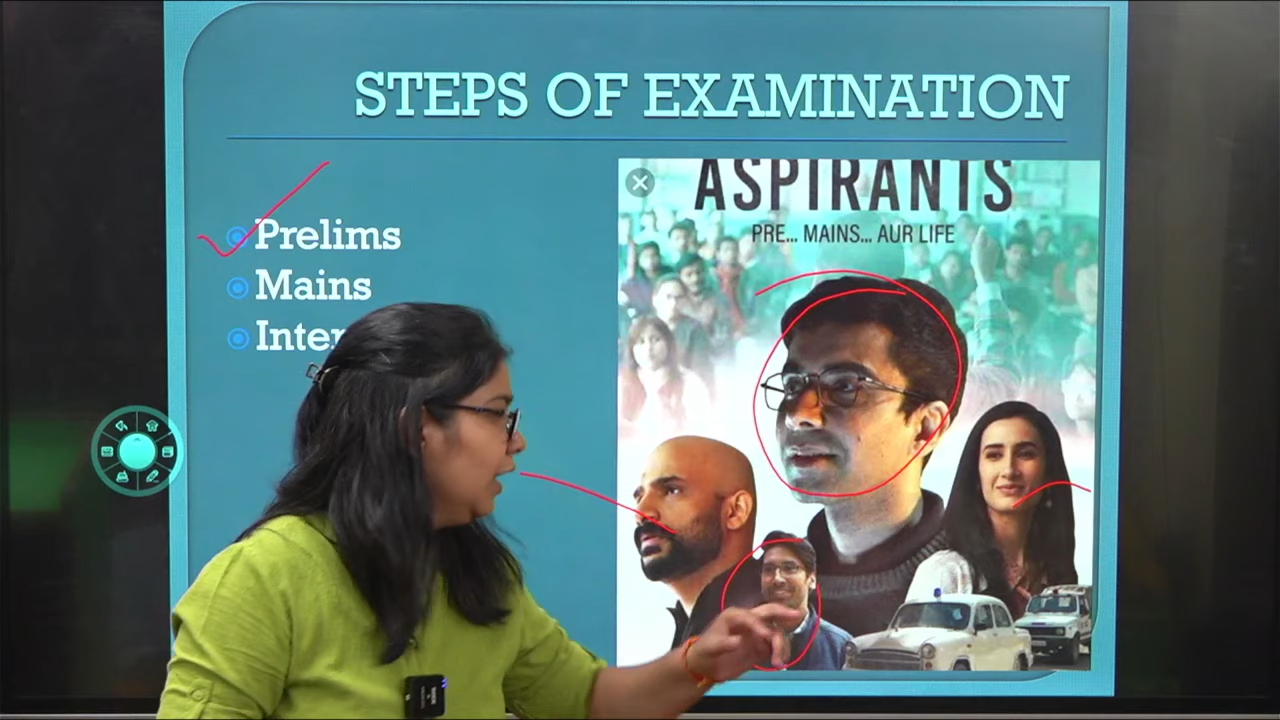 STEPS OF EXAMINATION
ASPIRANTS
PRE... MAINS... AUR LIFE
Prelims
Mains